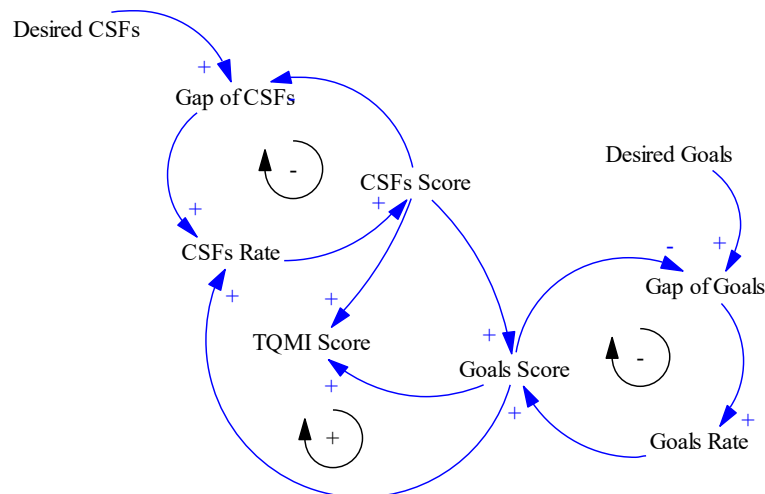 Desired CSFs
+
Gap of CSFs
-
-
CSFs Score
+
+
CSFs Rate
+
+
TQMI Score
+
+
Desired Goals
-
+
Gap of Goals
+
Goals Score
-
+
+
Goals Rate